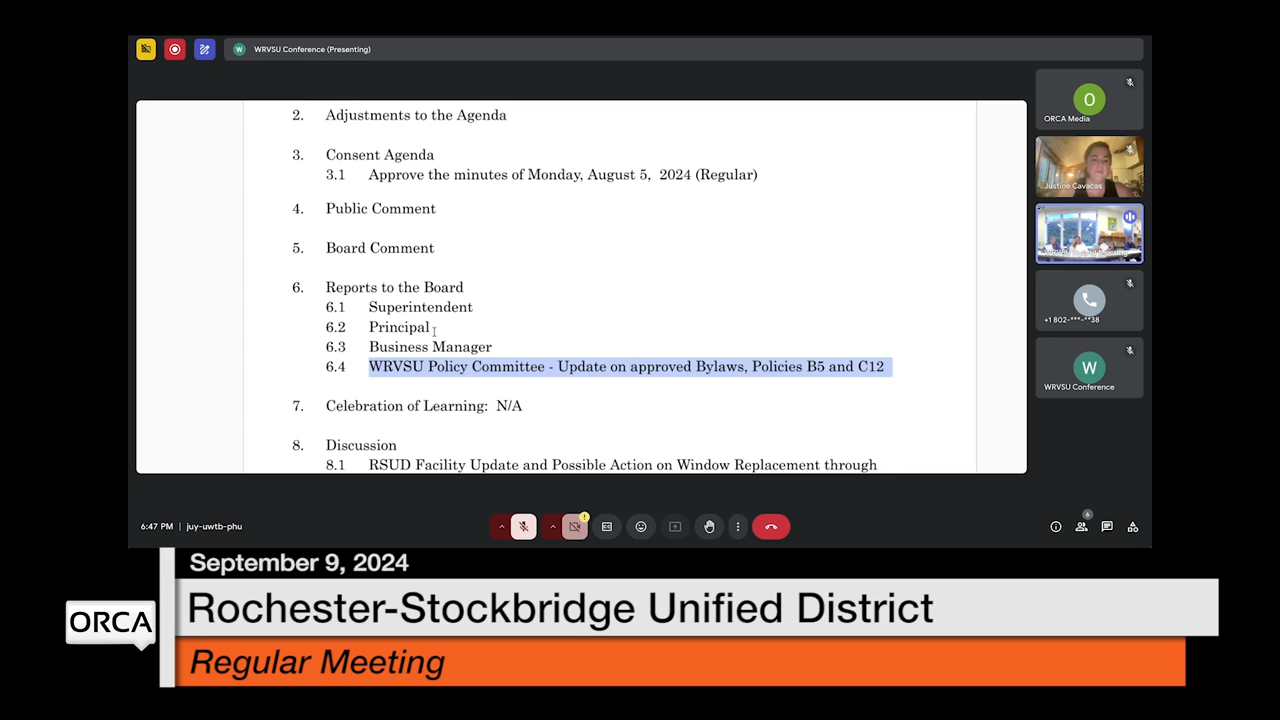 W WRVSU Conference (Presenting)
2. Adjustments to the Agenda
3. Consent Agenda
3.1 Approve the minutes of Monday, August 5, 2024 (Regular)
4. Public Comment
5. Board Comment
6. Reports to the Board
6.1 Superintendent
6.2 Principal
6.3 Business Manager
6.4 WRVSU Policy Committee - Update on approved Bylaws, Policies B5 and C12
7. Celebration of Learning: N/A
8. Discussion
8.1 RSUD Facility Update and Possible Action on Window Replacement through
O
ORCA Media
Justine Cavacas
+1 802-***-**38
W
WRVSU Conference
6:47 PM | juy-uwtb-phu
6
September 9, 2024
ORCA
Rochester-Stockbridge Unified District
Regular Meeting